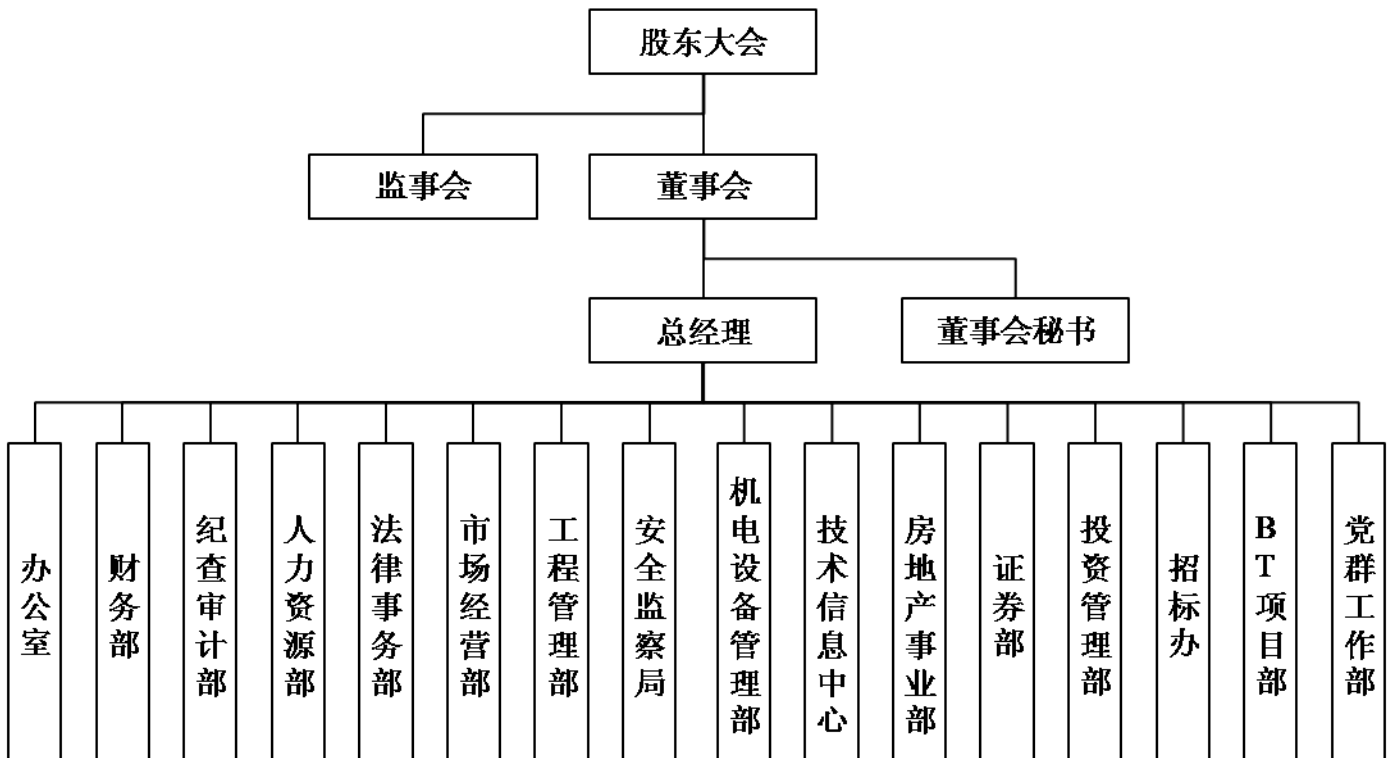 股东大会
监事会
董事会
总经理
董事会秘书
办公室
财务部
纪查审计部
人力资源部
法律事务部
市场经营部
工程管理部
安全监察局
机电设备管理部
技术信息中心
房地产事业部
证券部
投资管理部
招标办
BT项目部
党群工作部